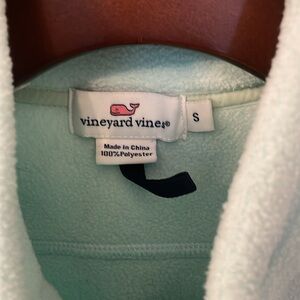 vineyard vines®
S
Made in China
100% Polyester